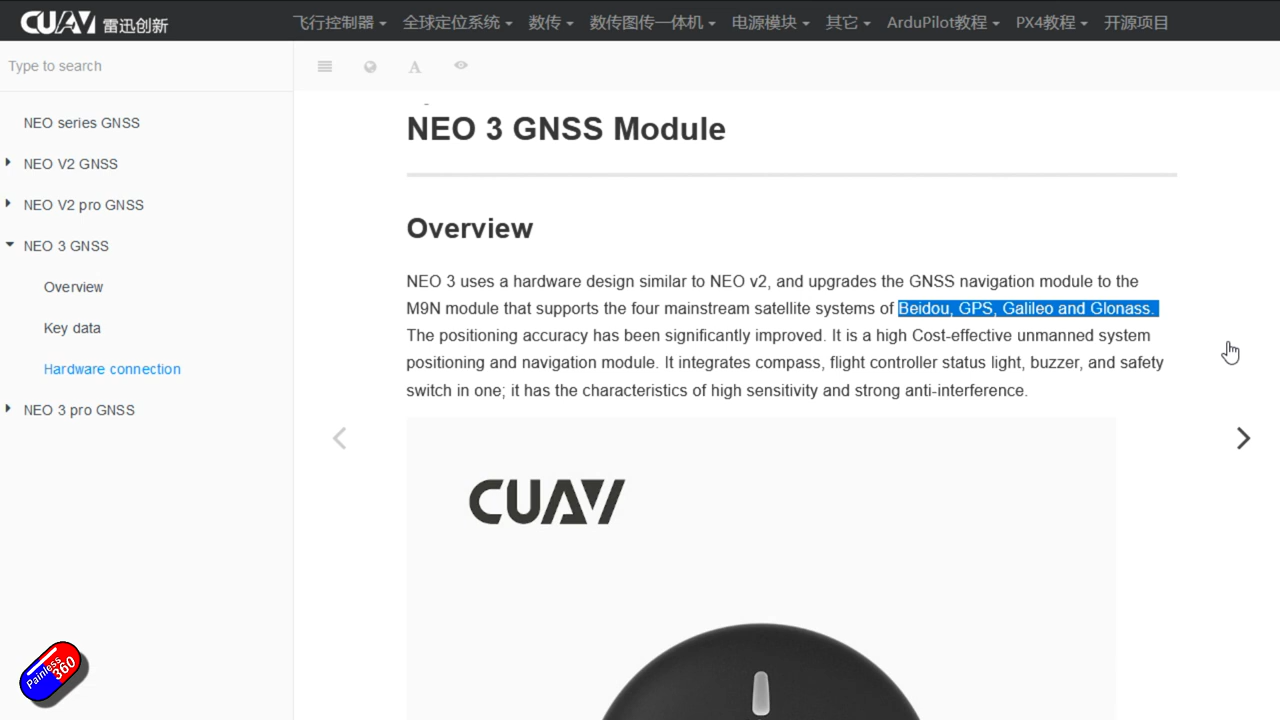 CUAV 雷迅创新
飞行控制器 全球定位系统 数传 数传图传一体机 电源模块 其它 ArduPilot教程 PX4教程 开源项目
Type to search
A
NEO series GNSS
NEO V2 GNSS
NEO V2 pro GNSS
NEO 3 GNSS
Overview
Key data
Hardware connection
NEO 3 pro GNSS
NEO 3 GNSS Module
Overview
NEO 3 uses a hardware design similar to NEO v2, and upgrades the GNSS navigation module to the
M9N module that supports the four mainstream satellite systems of Beidou, GPS, Galileo and Glonass.
The positioning accuracy has been significantly improved. It is a high Cost-effective unmanned system
positioning and navigation module. It integrates compass, flight controller status light, buzzer, and safety
switch in one; it has the characteristics of high sensitivity and strong anti-interference.
CUAV
Painless
360